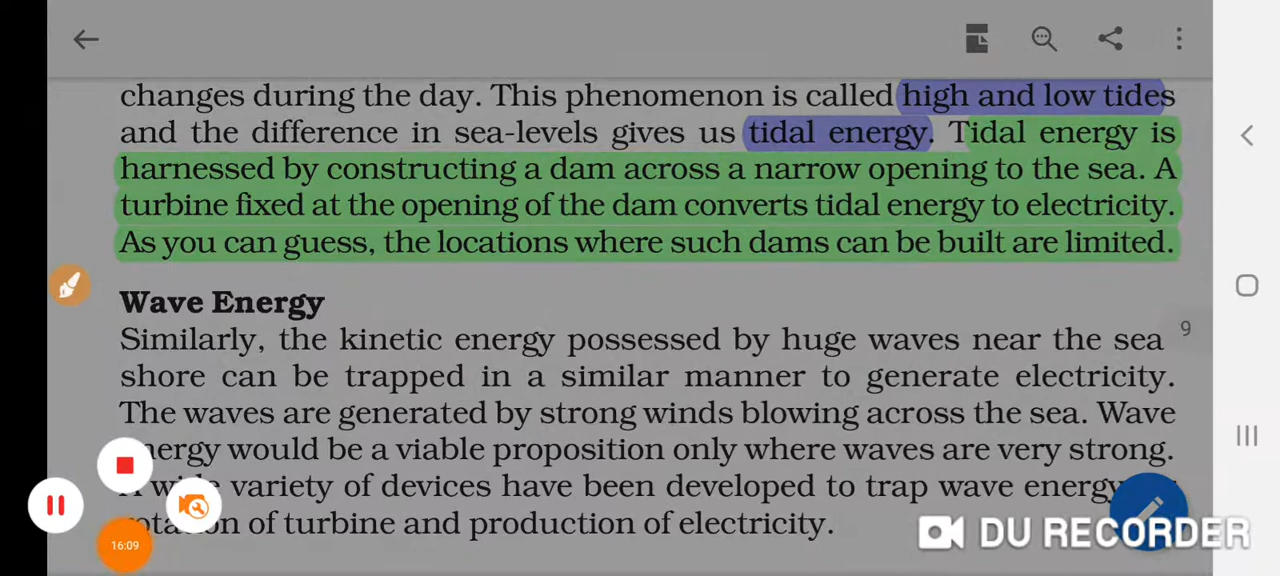 changes during the day. This phenomenon is called high and low tides
and the difference in sea-levels gives us tidal energy. Tidal energy is
harnessed by constructing a dam across a narrow opening to the sea. A
turbine fixed at the opening of the dam converts tidal energy to electricity.
As you can guess, the locations where such dams can be built are limited.
Wave Energy
Similarly, the kinetic energy possessed by huge waves near the sea
9
shore can be trapped in a similar manner to generate electricity.
The waves are generated by strong winds blowing across the sea. Wave
energy would be a viable proposition only where waves are very strong.
A wide variety of devices have been developed to trap wave energy
rotation of turbine and production of electricity.
DU RECORDER
16:09